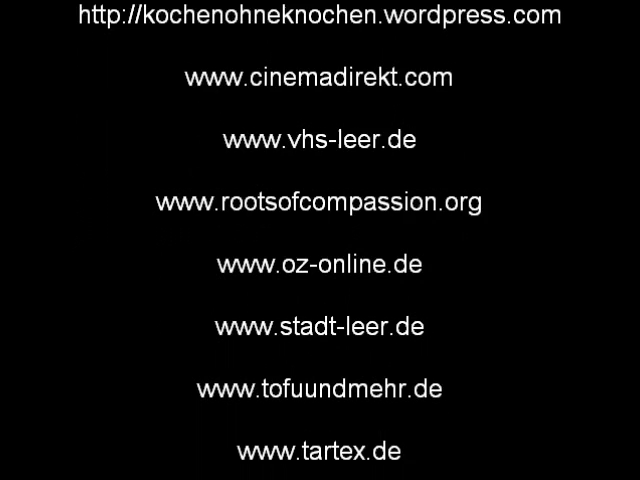 http://kochenohneknochen.wordpress.com
www.cinemadirekt.com
www.vhs-leer.de
www.rootsofcompassion.org
www.oz-online.de
www.stadt-leer.de
www.tofuundmehr.de
www.tartex.de